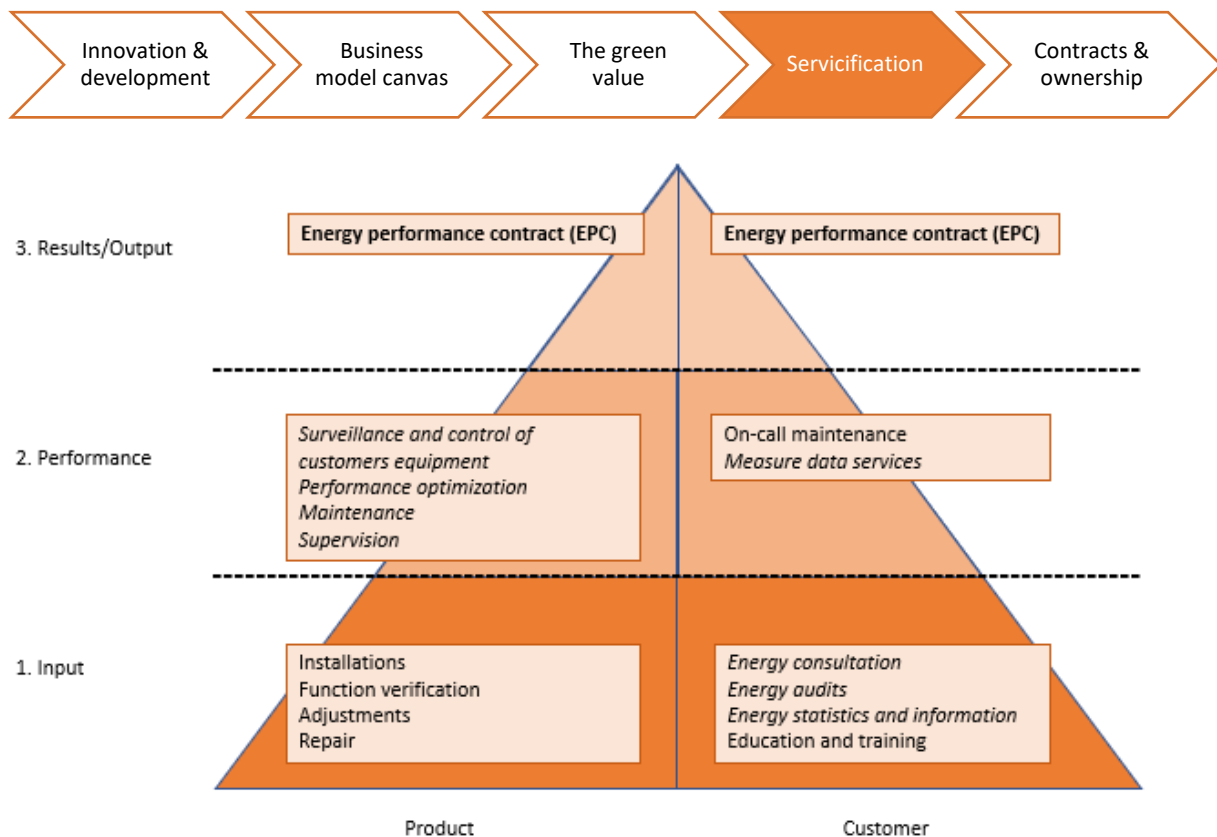 Innovation &
development
Business
model canvas
The green
value
Servicification
Contracts &
ownership
3. Results/Output
Energy performance contract (EPC)
Energy performance contract (EPC)
2. Performance
Surveillance and control of
customers equipment
Performance optimization
Maintenance
Supervision
On-call maintenance
Measure data services
1. Input
Installations
Function verification
Adjustments
Repair
Energy consultation
Energy audits
Energy statistics and information
Education and training
Product
Customer